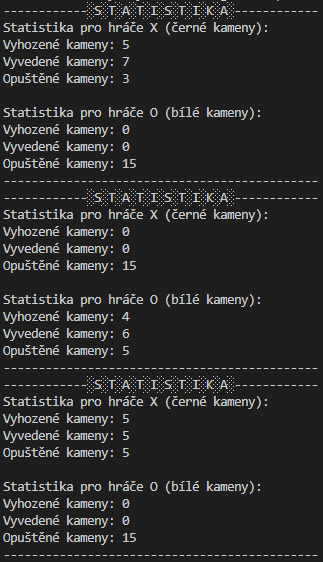 ------------░S░T░A░T░I░S░T░I░K░A░------------
Statistika pro hráče X (černé kameny):
Vyhozené kameny: 5
Vyvedené kameny: 7
Opuštěné kameny: 3

Statistika pro hráče O (bílé kameny):
Vyhozené kameny: 0
Vyvedené kameny: 0
Opuštěné kameny: 15
---------------------------------------------
------------░S░T░A░T░I░S░T░I░K░A░------------
Statistika pro hráče X (černé kameny):
Vyhozené kameny: 0
Vyvedené kameny: 0
Opuštěné kameny: 15

Statistika pro hráče O (bílé kameny):
Vyhozené kameny: 4
Vyvedené kameny: 6
Opuštěné kameny: 5
---------------------------------------------
------------░S░T░A░T░I░S░T░I░K░A░------------
Statistika pro hráče X (černé kameny):
Vyhozené kameny: 5
Vyvedené kameny: 5
Opuštěné kameny: 5

Statistika pro hráče O (bílé kameny):
Vyhozené kameny: 0
Vyvedené kameny: 0
Opuštěné kameny: 15
---------------------------------------------